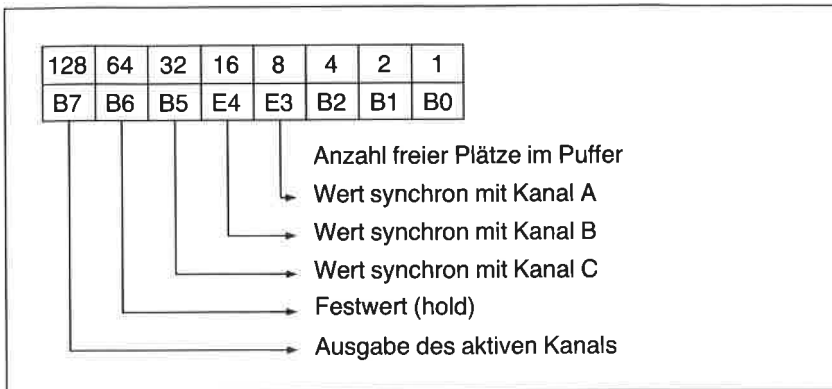 128 64 32 16 8 4 2 1
B7 B6 B5 E4 E3 B2 B1 B0
Anzahl freier Plätze im Puffer
Wert synchron mit Kanal A
Wert synchron mit Kanal B
Wert synchron mit Kanal C
Festwert (hold)
Ausgabe des aktiven Kanals